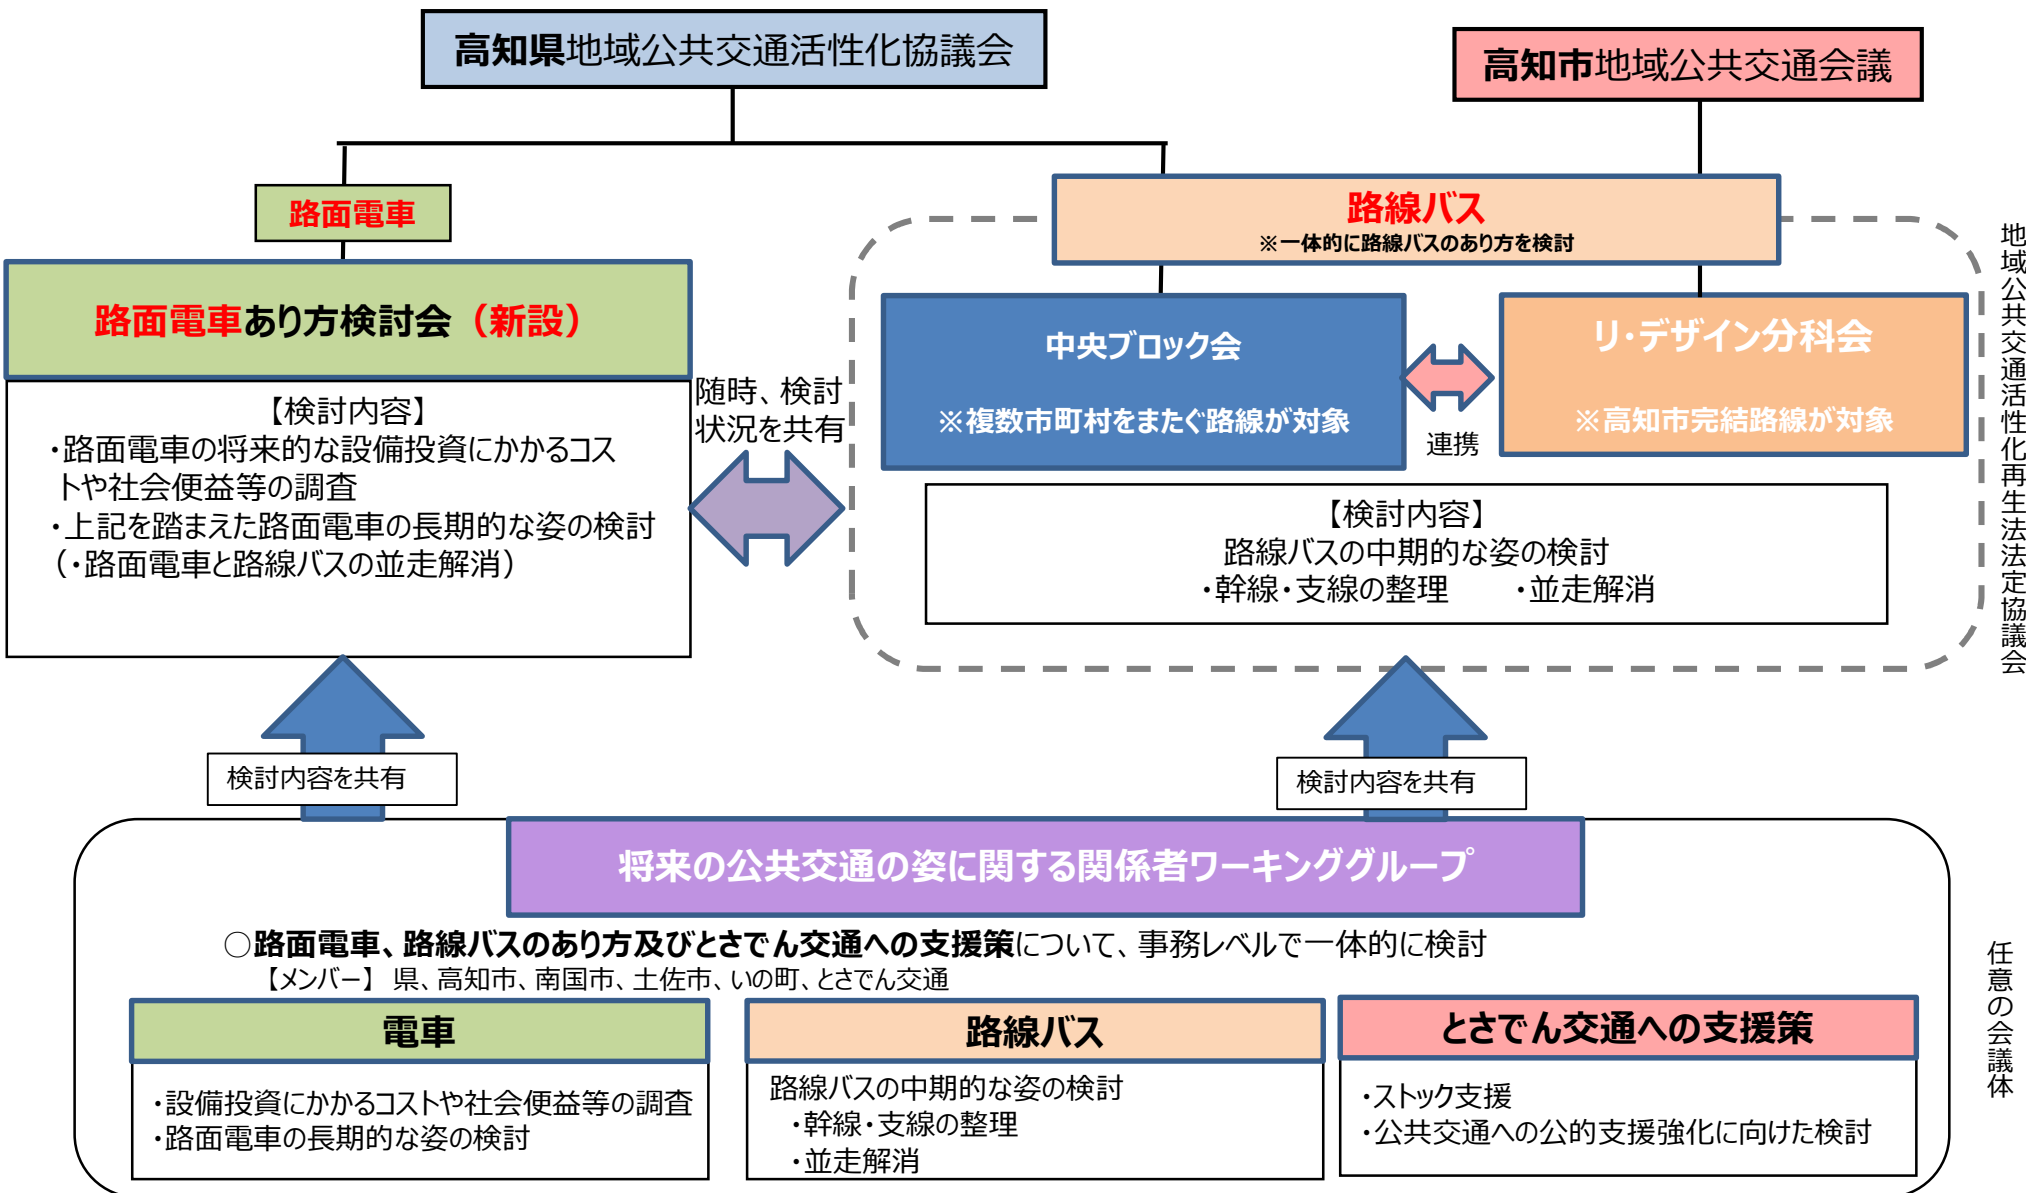 高知県地域公共交通活性化協議会
高知市地域公共交通会議
路面電車
路線バス
※一体的に路線バスのあり方を検討
路面電車あり方検討会（新設）
【検討内容】
・路面電車の将来的な設備投資にかかるコス
トや社会便益等の調査
・上記を踏まえた路面電車の長期的な姿の検討
（・路面電車と路線バスの並走解消）
随時、検討
状況を共有
中央ブロック会
※複数市町村をまたぐ路線が対象
連携
リ・デザイン分科会
※高知市完結路線が対象
【検討内容】
路線バスの中期的な姿の検討
・幹線・支線の整理　　・並走解消
地域公共交通活性化再生法法定協議会
検討内容を共有
検討内容を共有
将来の公共交通の姿に関する関係者ワーキンググループ
○路面電車、路線バスのあり方及びとさでん交通への支援策について、事務レベルで一体的に検討
【メンバー】 県、高知市、南国市、土佐市、いの町、とさでん交通
電車
・設備投資にかかるコストや社会便益等の調査
・路面電車の長期的な姿の検討
路線バス
路線バスの中期的な姿の検討
・幹線・支線の整理
・並走解消
とさでん交通への支援策
・ストック支援
・公共交通への公的支援強化に向けた検討
任意の会議体